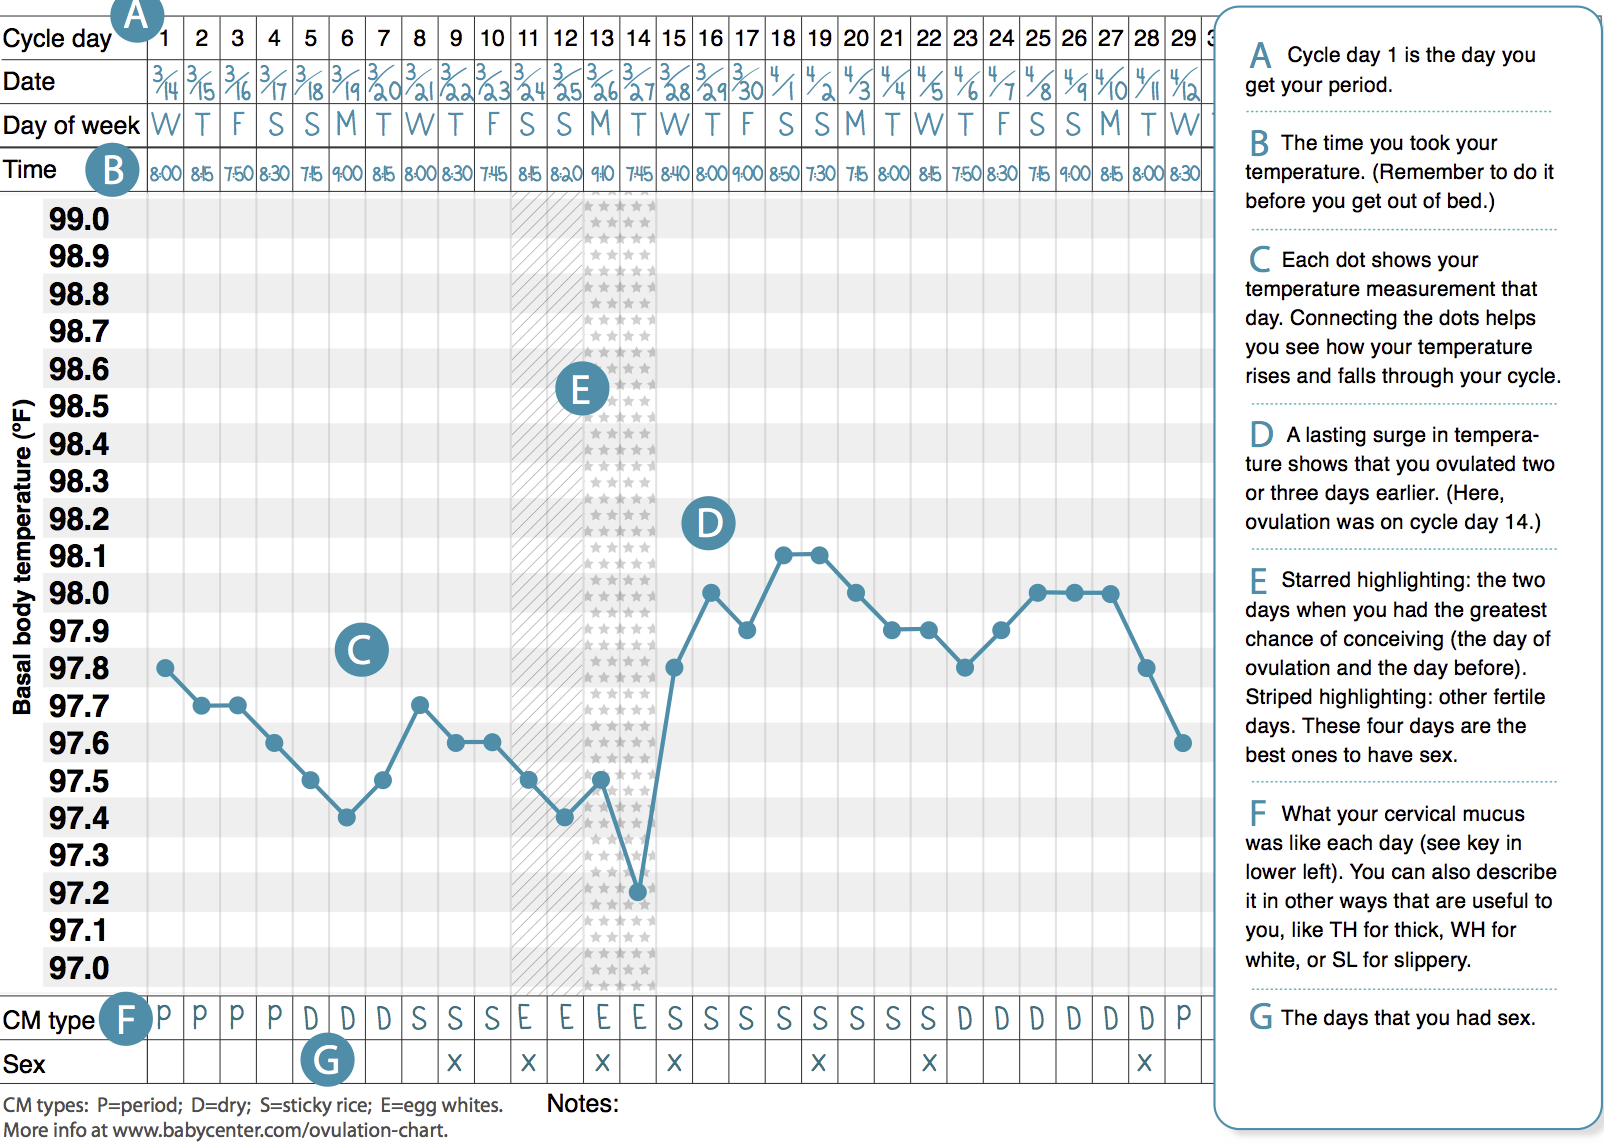 A
Cycle day 1 2 3 4 5 6 7 8 9 10 11 12 13 14 15 16 17 18 19 20 21 22 23 24 25 26 27 28 29
Date 3/14 3/15 3/16 3/17 3/18 3/19 3/20 3/21 3/22 3/23 3/24 3/25 3/26 3/27 3/28 3/29 3/30 4/1 4/2 4/3 4/4 4/5 4/6 4/7 4/8 4/9 4/10 4/11 4/12
Day of week W T F S S M T W T F S S M T W T F S S M T W T F S S M T W
Time B 8:00 8:15 7:50 8:30 7:15 9:00 8:15 8:00 8:30 7:45 8:15 8:20 9:10 7:45 8:40 8:00 9:00 8:50 7:30 7:15 8:00 8:15 7:50 8:30 7:15 9:00 8:15 8:00 8:30
Basal body temperature (°F)
99.0
98.9
98.8
98.7
98.6
E
98.5
98.4
98.3
98.2
D
98.1
98.0
97.9
C
97.8
97.7
97.6
97.5
97.4
97.3
97.2
97.1
97.0
CM type F P P P P D D D S S S E E E E S S S S S S S S D D D D D D P
Sex G X X X X X X X
CM types: P=period; D=dry; S=sticky rice; E=egg whites.
More info at www.babycenter.com/ovulation-chart.
Notes:
A Cycle day 1 is the day you
get your period.
B The time you took your
temperature. (Remember to do it
before you get out of bed.)
C Each dot shows your
temperature measurement that
day. Connecting the dots helps
you see how your temperature
rises and falls through your cycle.
D A lasting surge in tempera-
ture shows that you ovulated two
or three days earlier. (Here,
ovulation was on cycle day 14.)
E Starred highlighting: the two
days when you had the greatest
chance of conceiving (the day of
ovulation and the day before).
Striped highlighting: other fertile
days. These four days are the
best ones to have sex.
F What your cervical mucus
was like each day (see key in
lower left). You can also describe
it in other ways that are useful to
you, like TH for thick, WH for
white, or SL for slippery.
G The days that you had sex.